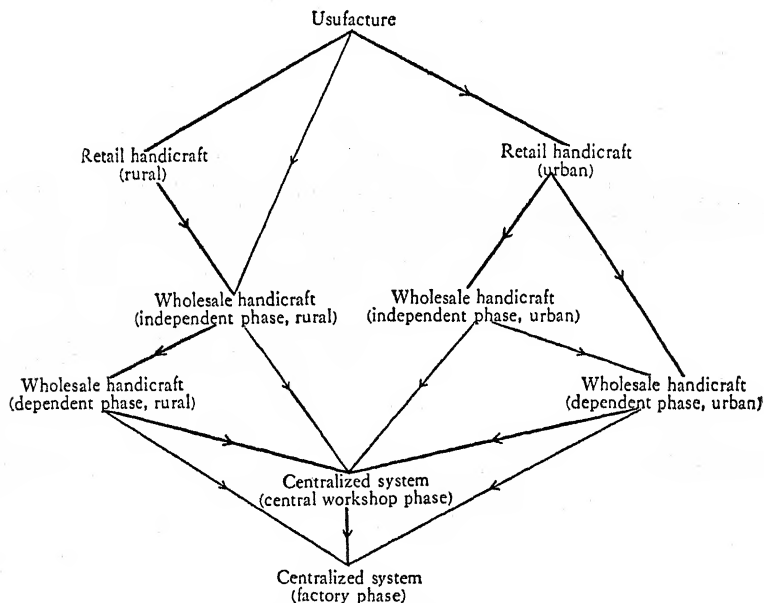 Usufacture
Retail handicraft
(rural)
Retail handicraft
(urban)
Wholesale handicraft
(independent phase, rural)
Wholesale handicraft
(independent phase, urban)
Wholesale handicraft
(dependent phase, rural)
Wholesale handicraft
(dependent phase, urban)
Centralized system
(central workshop phase)
Centralized system
(factory phase)